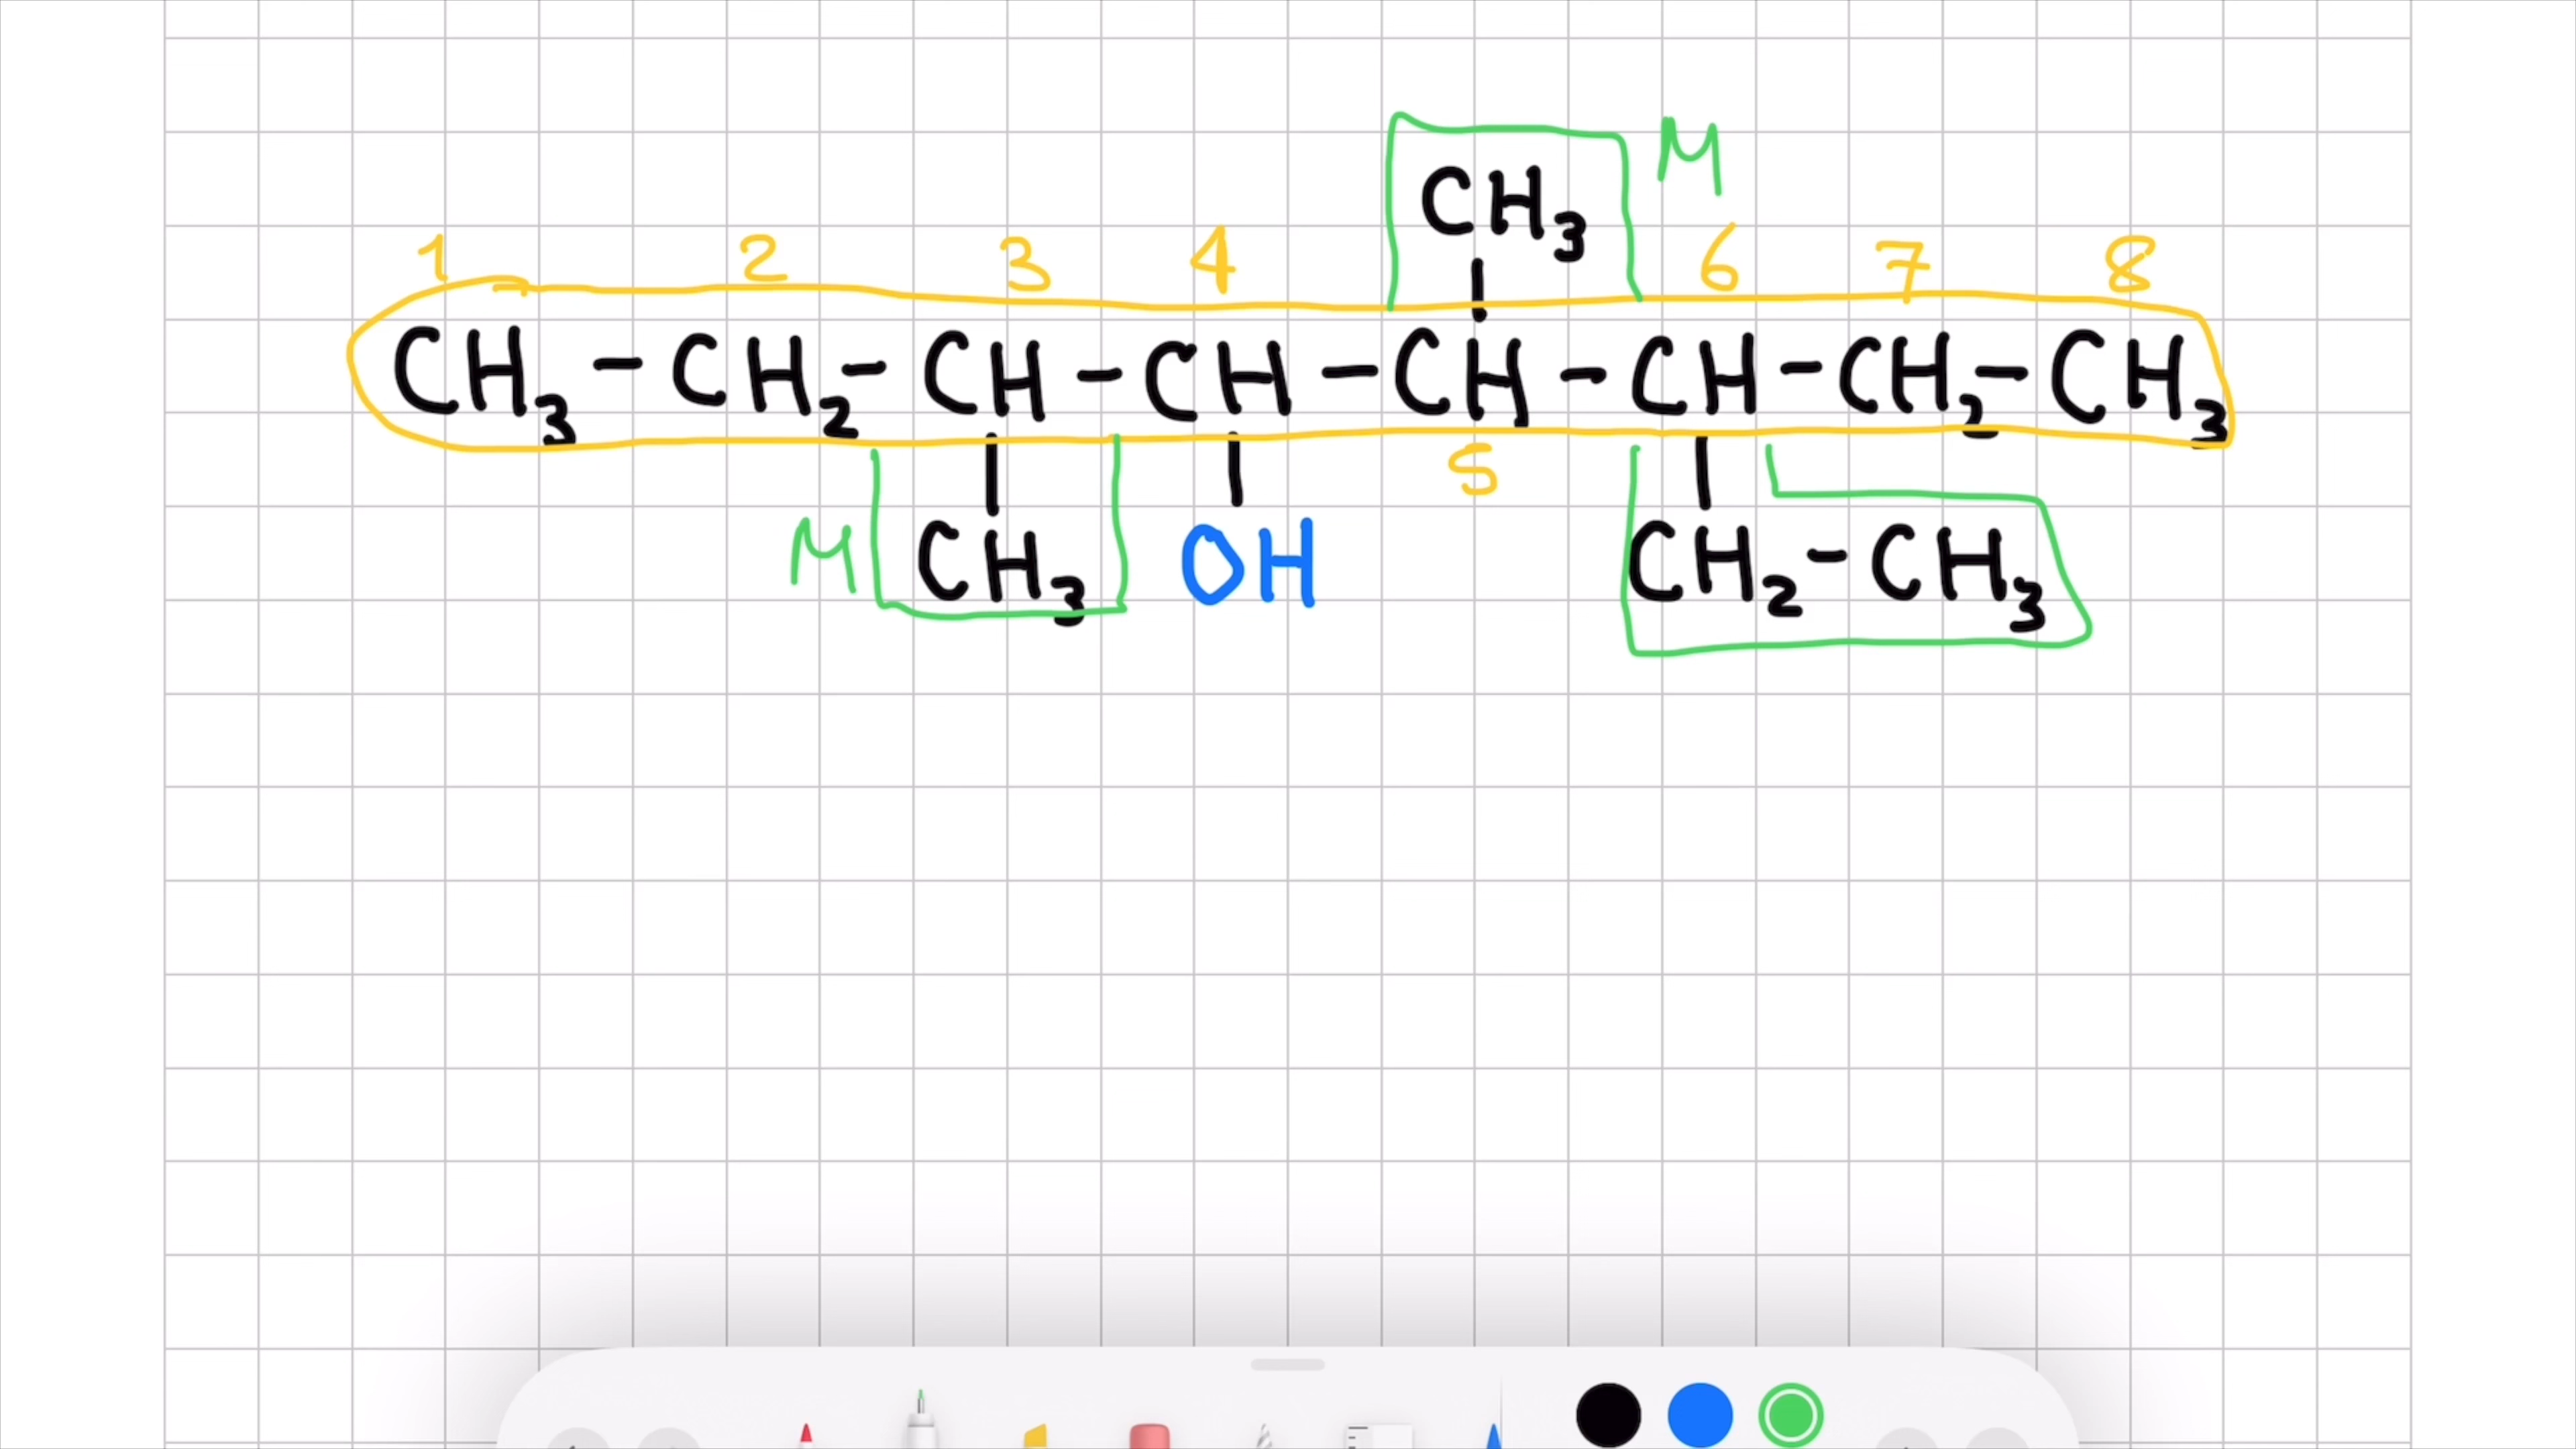 M
CH3
1 2 3 4 6 7 8
CH3 - CH2 - CH - CH - CH - CH - CH2 - CH3
5
M CH3 OH CH2 - CH3